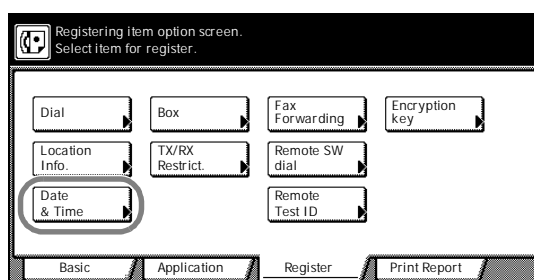 Registering item option screen.
Select item for register.
Dial
Box
Fax
Forwarding
Encryption
key
Location
Info.
TX/RX
Restrict.
Remote SW
dial
Date
& Time
Remote
Test ID
Basic
Application
Register
Print Report